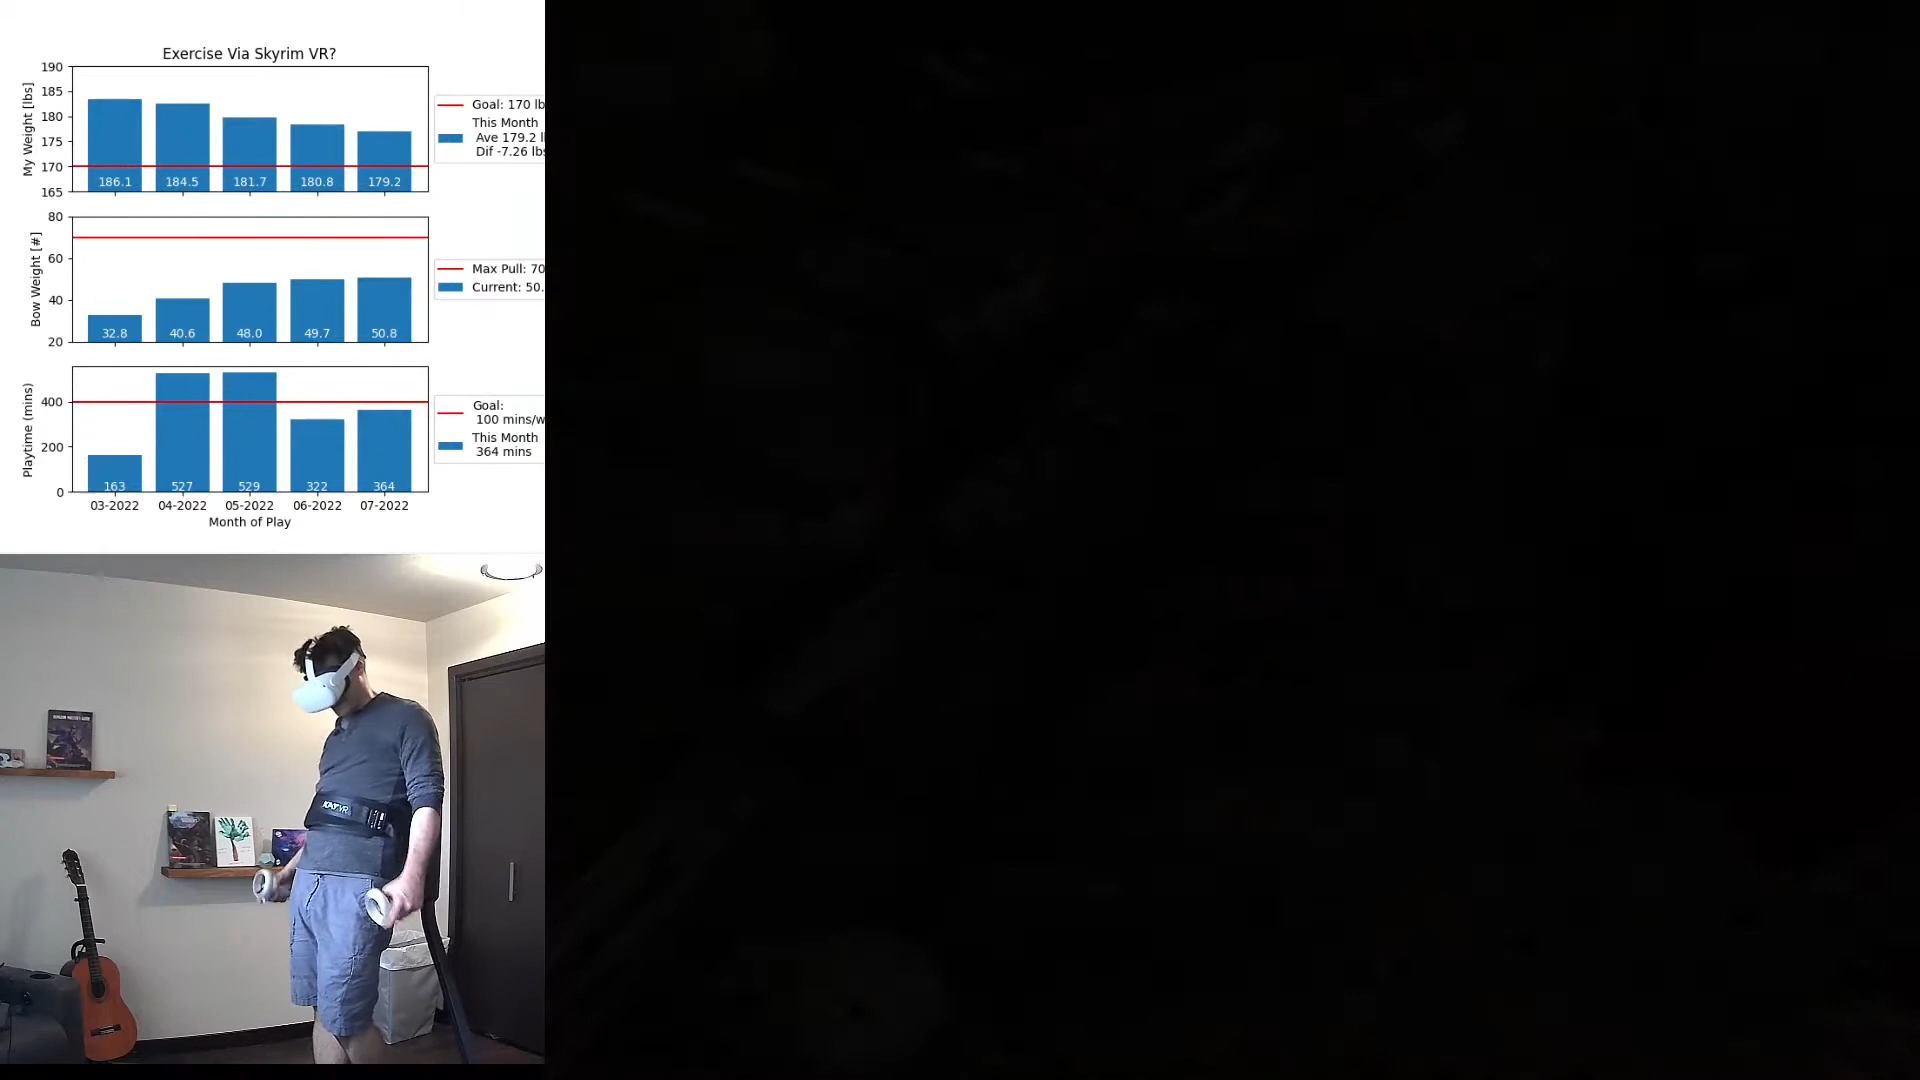 Exercise Via Skyrim VR?
My Weight [lbs]
190
185
180
175
170
165
186.1 184.5 181.7 180.8 179.2
Goal: 170 lb
This Month
Ave 179.2 l
Dif -7.26 lbs
Bow Weight [#]
80
60
40
20
32.8 40.6 48.0 49.7 50.8
Max Pull: 70
Current: 50.
Playtime (mins)
400
200
0
163 527 529 322 364
Goal:
100 mins/w
This Month
364 mins
03-2022 04-2022 05-2022 06-2022 07-2022
Month of Play